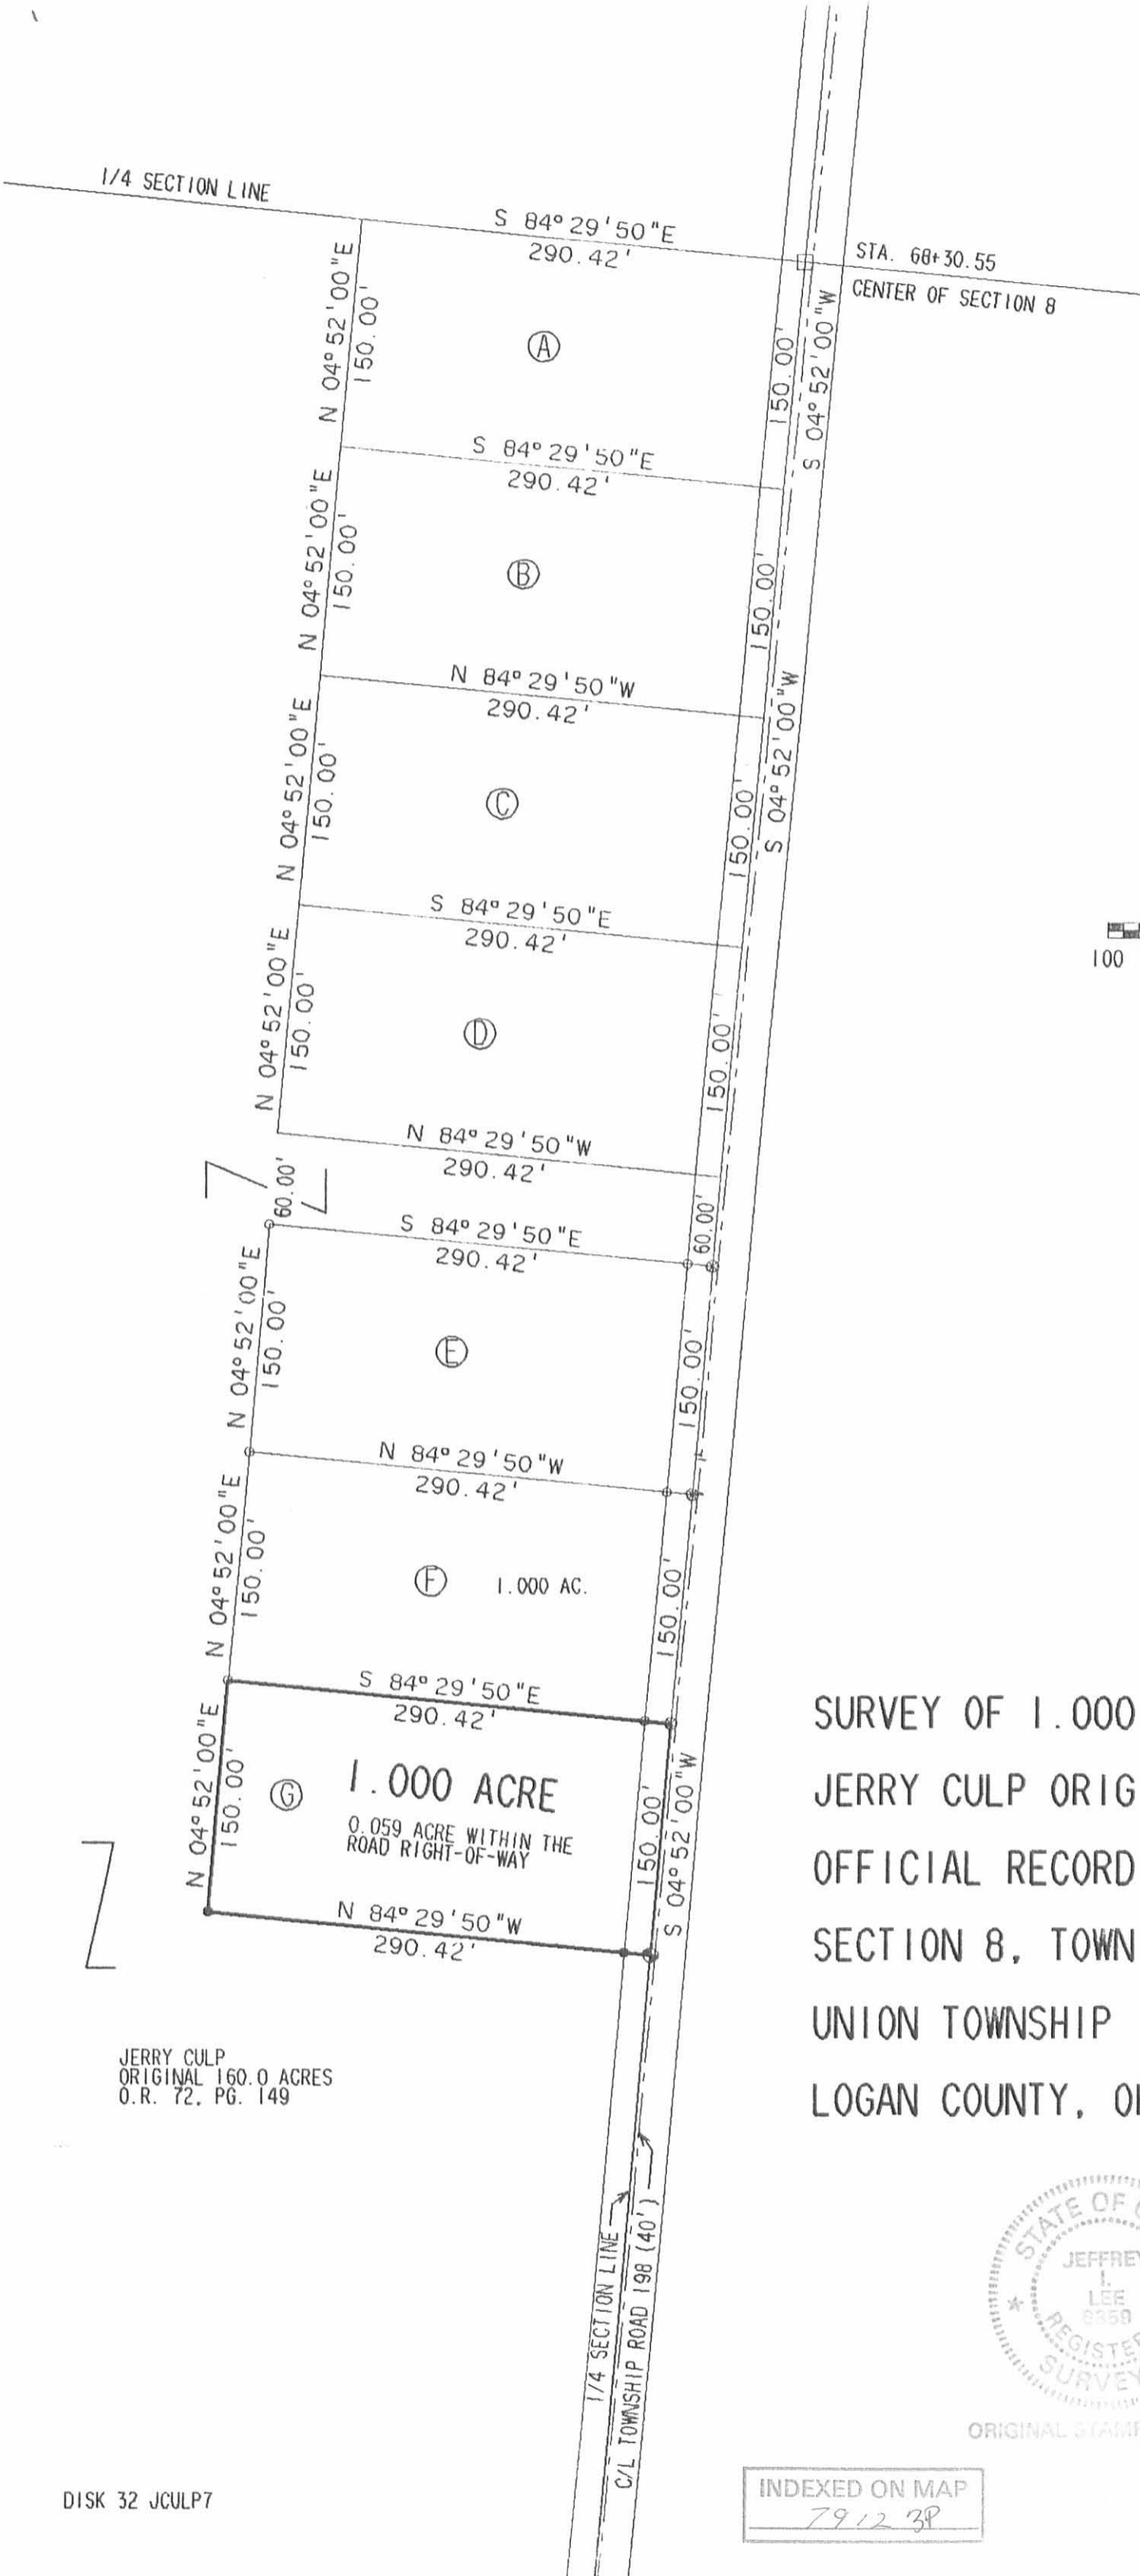 1/4 SECTION LINE
S 84°29'50"E
290.42'
STA. 68+30.55
CENTER OF SECTION 8
N 04°52'00"E
150.00'
A
150.00'
S 04°52'00"W
S 84°29'50"E
290.42'
N 04°52'00"E
150.00'
B
150.00'
N 84°29'50"W
290.42'
S 04°52'00"W
N 04°52'00"E
150.00'
C
150.00'
S 84°29'50"E
290.42'
100
N 04°52'00"E
150.00'
D
150.00'
N 84°29'50"W
290.42'
60.00'
60.00'
S 84°29'50"E
290.42'
N 04°52'00"E
150.00'
E
150.00'
N 84°29'50"W
290.42'
N 04°52'00"E
150.00'
F
1.000 AC.
150.00'
S 84°29'50"E
290.42'
N 04°52'00"E
150.00'
G
1.000 ACRE
0.059 ACRE WITHIN THE
ROAD RIGHT-OF-WAY
150.00'
S 04°52'00"W
N 84°29'50"W
290.42'
SURVEY OF 1.000
JERRY CULP ORIG
OFFICIAL RECORD
SECTION 8, TOWN
UNION TOWNSHIP
LOGAN COUNTY, OH
JERRY CULP
ORIGINAL 160.0 ACRES
O.R. 72, PG. 149
1/4 SECTION LINE
C/L TOWNSHIP ROAD 198 (40')
STATE OF
JEFFREY
I.
LEE
8359
REGISTE
SURVEY
ORIGINAL STAMP
DISK 32 JCULP7
INDEXED ON MAP
7912 3P